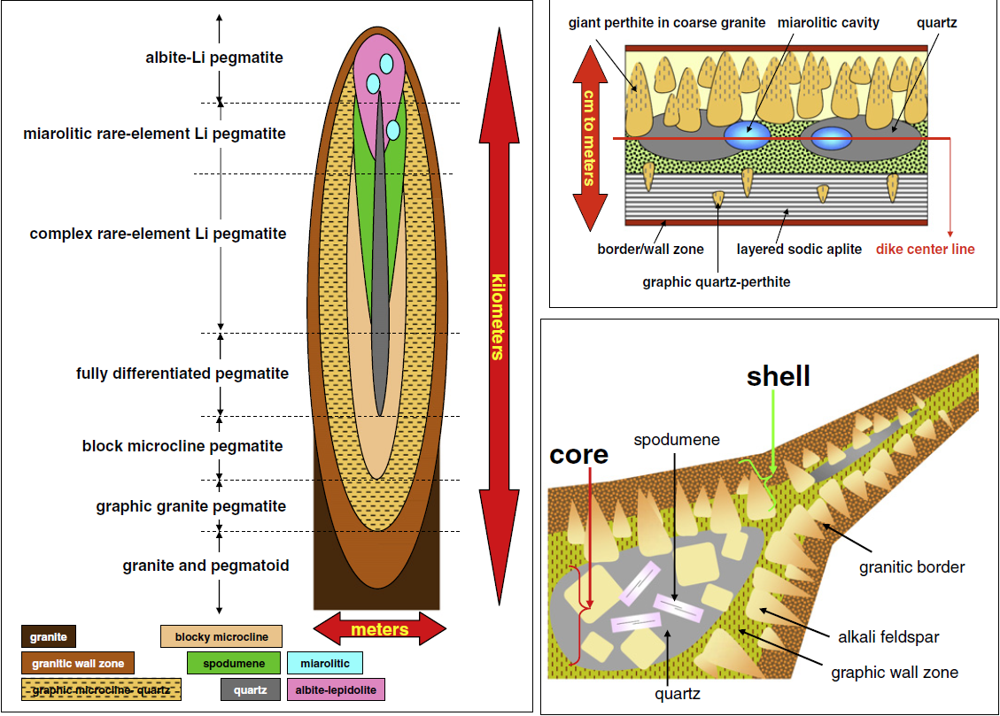 albite-Li pegmatite
miarolitic rare-element Li pegmatite
complex rare-element Li pegmatite
fully differentiated pegmatite
block microcline pegmatite
graphic granite pegmatite
granite and pegmatoid
kilometers
meters
granite
blocky microcline
granitic wall zone
spodumene
miarolitic
graphic microcline- quartz
quartz
albite-lepidolite
giant perthite in coarse granite
miarolitic cavity
quartz
cm to meters
border/wall zone
layered sodic aplite
dike center line
graphic quartz-perthite
shell
spodumene
core
granitic border
alkali feldspar
graphic wall zone
quartz